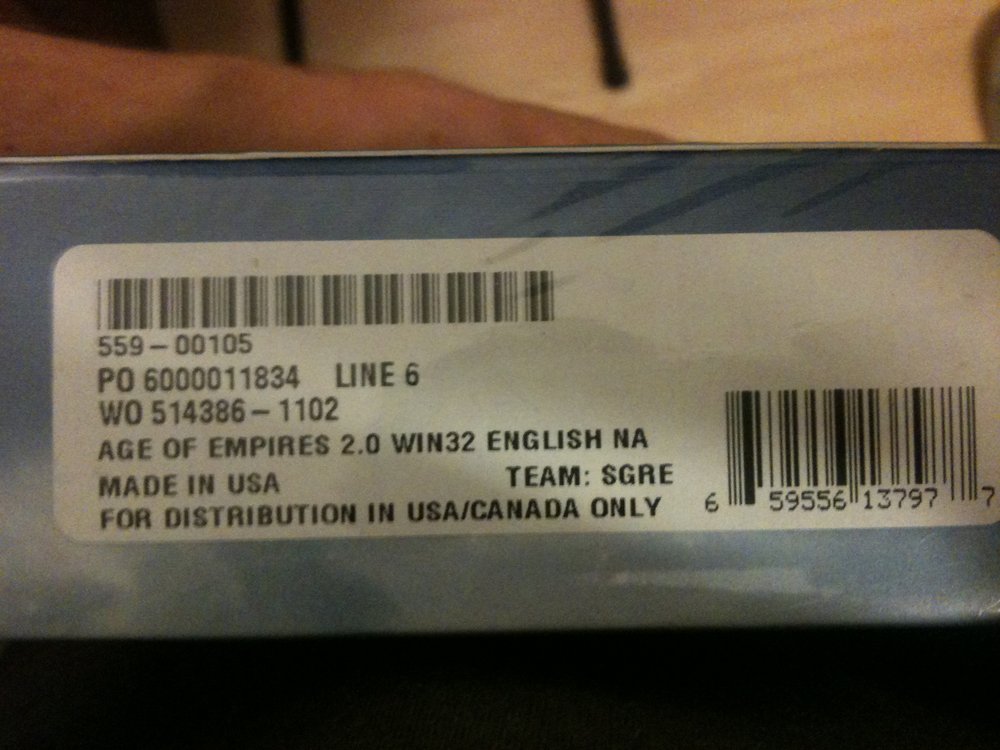 559-00105
PO 6000011834 LINE 6
WO 514386-1102
AGE OF EMPIRES 2.0 WIN32 ENGLISH NA
MADE IN USA TEAM: SGRE
FOR DISTRIBUTION IN USA/CANADA ONLY
6 59556 13797 7